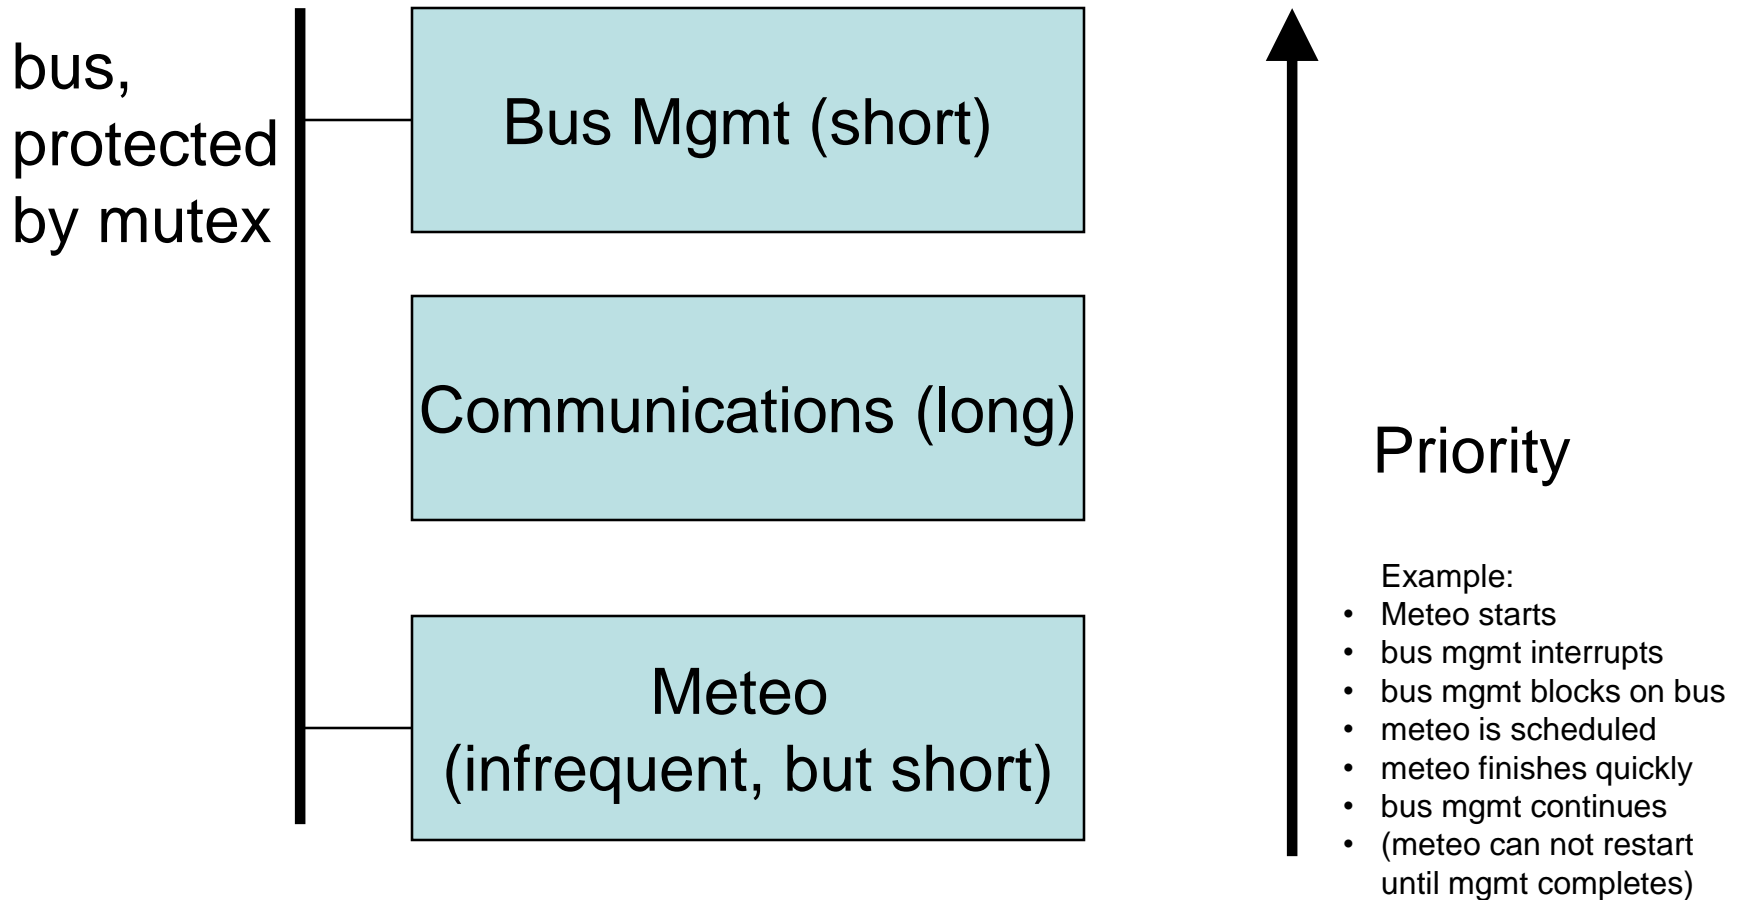 bus,
protected
by mutex
Bus Mgmt (short)
Communications (long)
Meteo
(infrequent, but short)
Priority
Example:
• Meteo starts
• bus mgmt interrupts
• bus mgmt blocks on bus
• meteo is scheduled
• meteo finishes quickly
• bus mgmt continues
• (meteo can not restart
until mgmt completes)